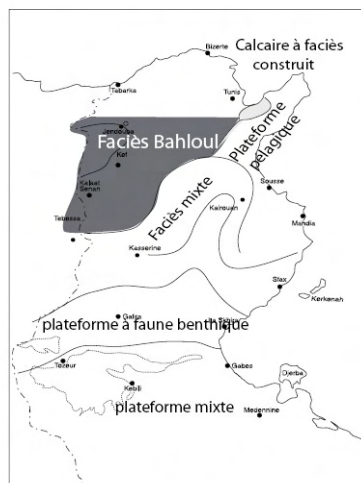 Bizerte
Calcaire à faciès
construit
Tabarka
Tunis
Plateforme
pélagique
Jendouba
Faciès Bahloul
Kef
Kalaat
Senan
Sousse
Faciès mixte
Kairouan
Tebessa
Mahdia
Kasserine
Sfax
Kerkenah
Gafsa
plateforme à faune benthique
Tozeur
Gabes
Djerba
Kebili
plateforme mixte
Medennine